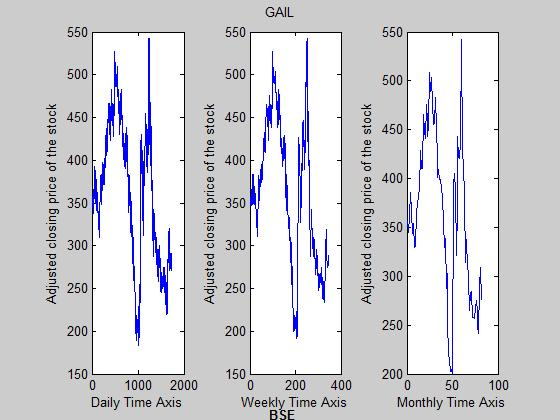 GAIL
Adjusted closing price of the stock
550
500
450
400
350
300
250
200
150
0 1000 2000
Daily Time Axis
Adjusted closing price of the stock
550
500
450
400
350
300
250
200
150
0 200 400
Weekly Time Axis
Adjusted closing price of the stock
550
500
450
400
350
300
250
200
0 50 100
Monthly Time Axis
BSE